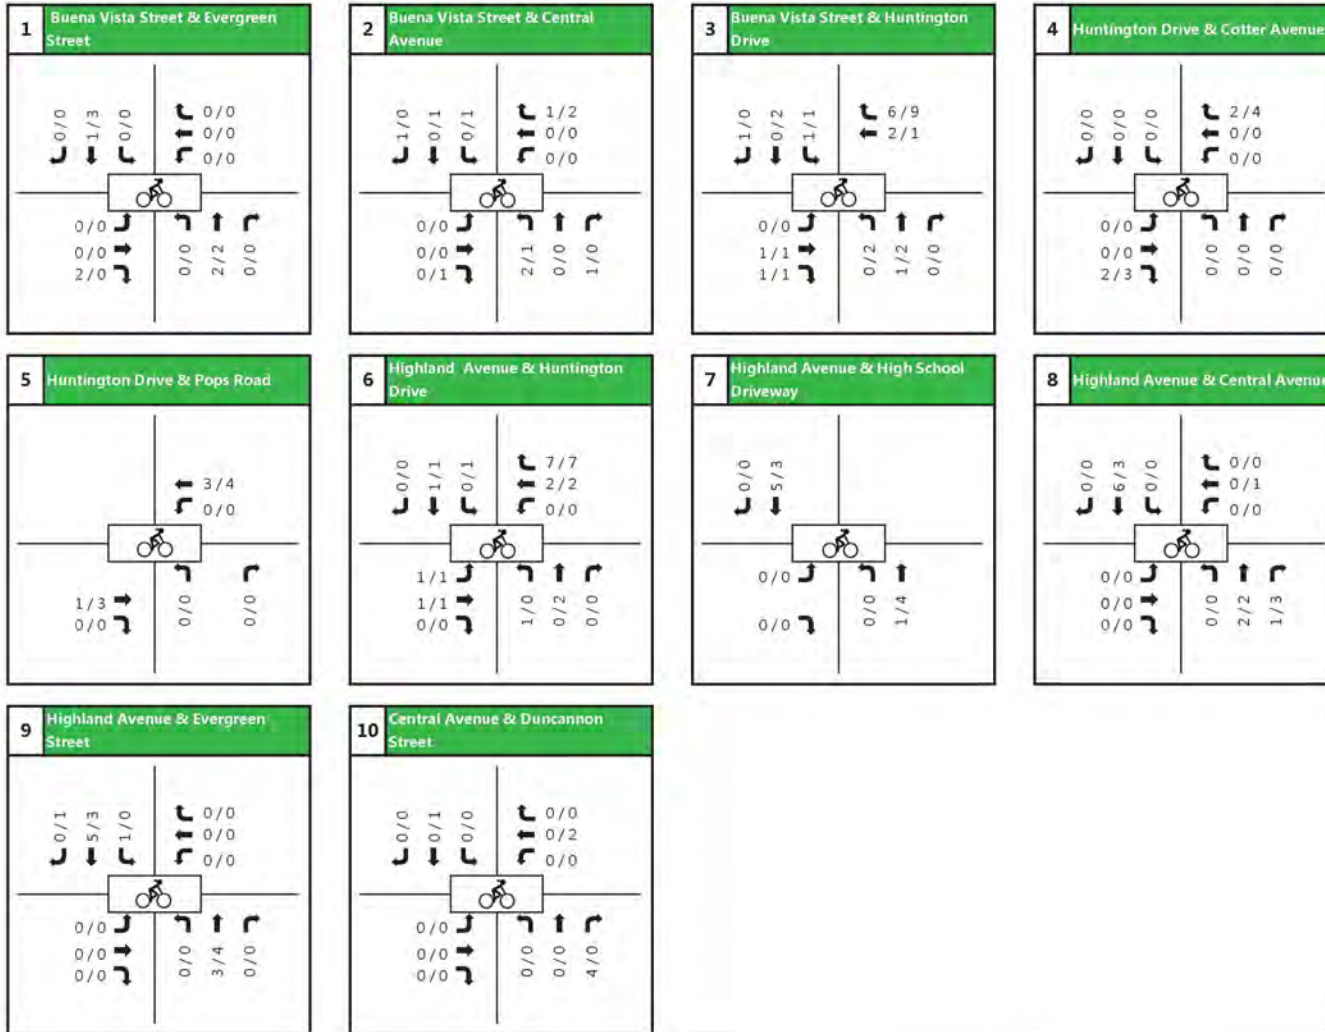 1 Buena Vista Street & Evergreen
Street
0/0 1/3 0/0
0/0
0/0
0/0
0/0
0/0
2/0
0/0 2/2 0/0
2 Buena Vista Street & Central
Avenue
1/0 0/1 0/1
1/2
0/0
0/0
0/0
0/0
0/1
2/1 0/0 1/0
3 Buena Vista Street & Huntington
Drive
1/0 0/2 1/1
6/9
2/1
0/0
1/1
1/1
0/2 1/2 0/0
4 Huntington Drive & Cotter Avenue
0/0 0/0 0/0
2/4
0/0
0/0
0/0
0/0
2/3
0/0 0/0 0/0
5 Huntington Drive & Pops Road
3/4
0/0
1/3
0/0
0/0 0/0
6 Highland Avenue & Huntington
Drive
0/0 1/1 0/1
7/7
2/2
0/0
1/1
1/1
0/0
1/0 0/2 0/0
7 Highland Avenue & High School
Driveway
0/0 5/3
0/0
0/0
0/0 1/4
8 Highland Avenue & Central Avenue
0/0 6/3 0/0
0/0
0/1
0/0
0/0
0/0
0/0
0/0 2/2 1/3
9 Highland Avenue & Evergreen
Street
0/1 5/3 1/0
0/0
0/0
0/0
0/0
0/0
0/0
0/0 3/4 0/0
10 Central Avenue & Duncannon
Street
0/0 0/1 0/0
0/0
0/2
0/0
0/0
0/0
0/0
0/0 0/0 4/0